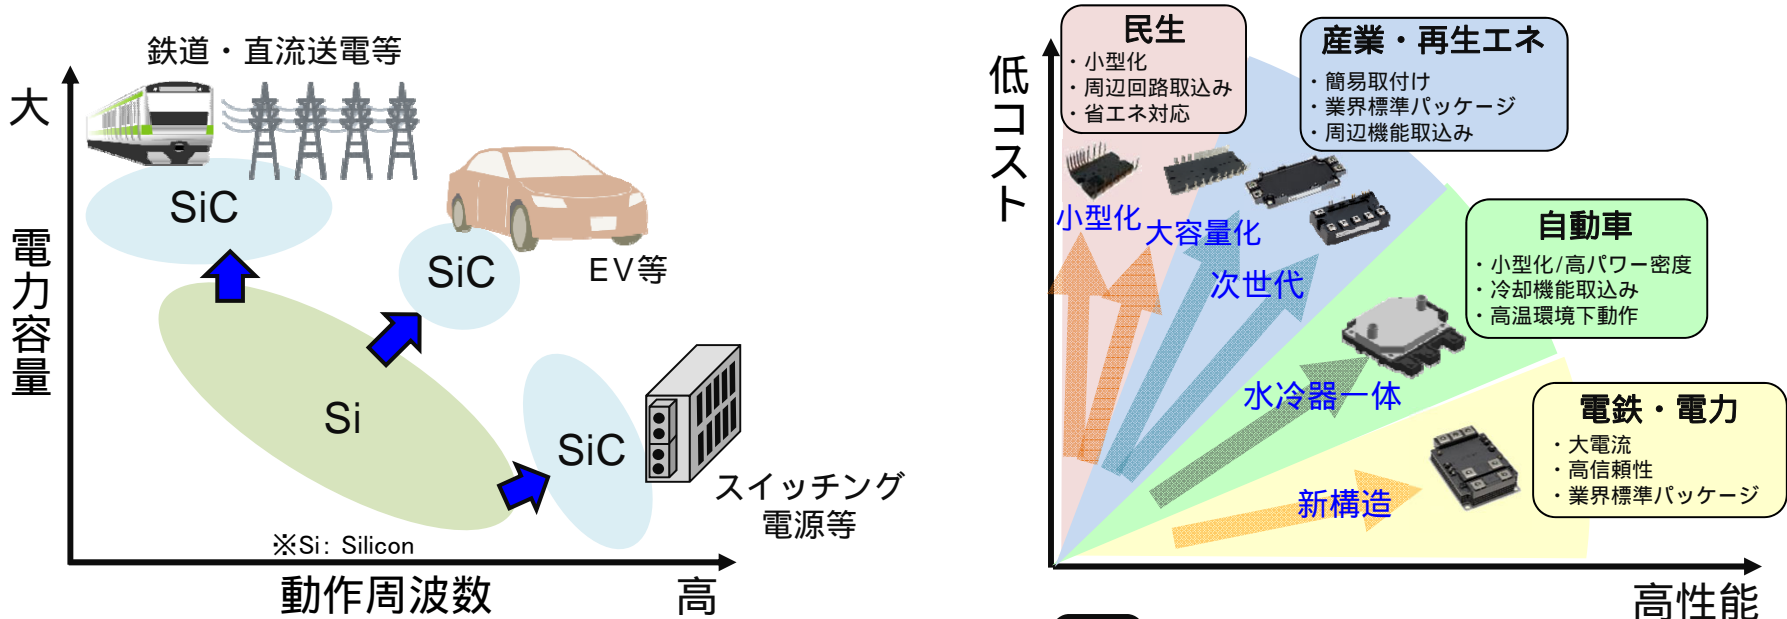 鉄道・直流送電等
大
電力容量
SiC
SiC
EV等
Si
SiC
スイッチング
電源等
※Si: Silicon
動作周波数
高
低コスト
民生
・小型化
・周辺回路取込み
・省エネ対応
産業・再生エネ
・簡易取付け
・業界標準パッケージ
・周辺機能取込み
小型化
大容量化
次世代
自動車
・小型化/高パワー密度
・冷却機能取込み
・高温環境下動作
水冷器一体
電鉄・電力
・大電流
・高信頼性
・業界標準パッケージ
新構造
高性能